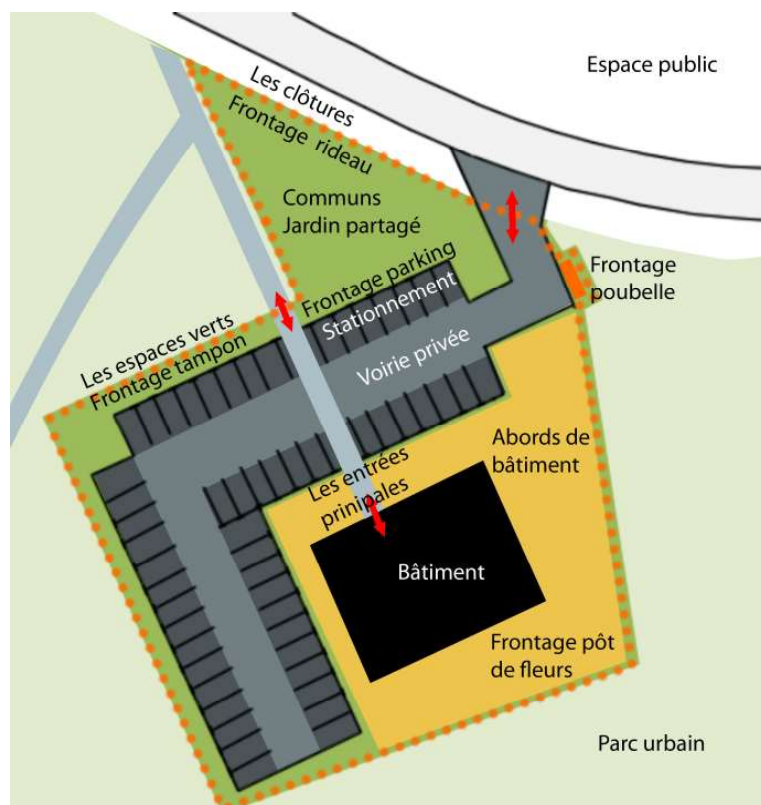 Espace public
Les clôtures
Frontage rideau
Communs
Jardin partagé
Frontage parking
Stationnement
Frontage
poubelle
Les espaces verts
Frontage tampon
Voirie privée
Abords de
bâtiment
Les entrées
prinipales
Bâtiment
Frontage pôt
de fleurs
Parc urbain